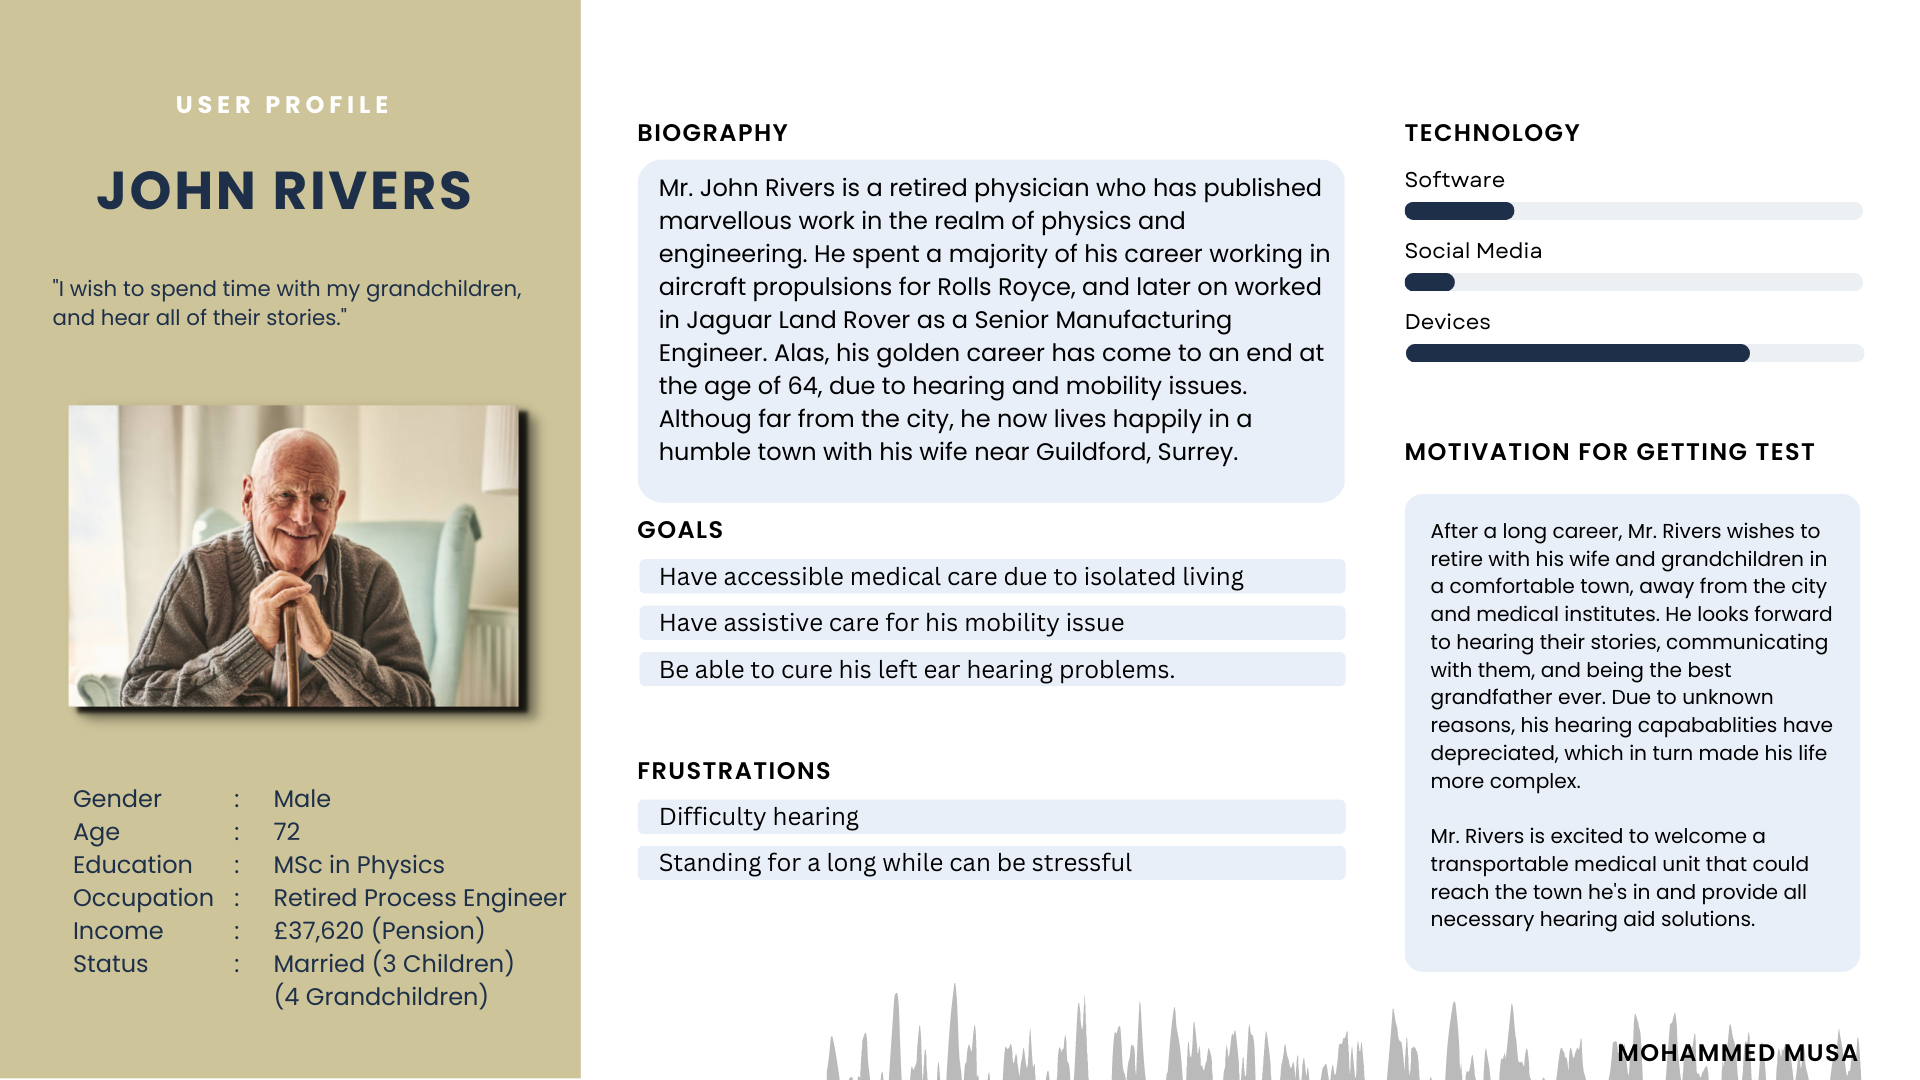 USER PROFILE
JOHN RIVERS
"I wish to spend time with my grandchildren,
and hear all of their stories."
Gender : Male
Age : 72
Education : MSc in Physics
Occupation : Retired Process Engineer
Income : £37,620 (Pension)
Status : Married (3 Children)
(4 Grandchildren)
BIOGRAPHY
Mr. John Rivers is a retired physician who has published
marvellous work in the realm of physics and
engineering. He spent a majority of his career working in
aircraft propulsions for Rolls Royce, and later on worked
in Jaguar Land Rover as a Senior Manufacturing
Engineer. Alas, his golden career has come to an end at
the age of 64, due to hearing and mobility issues.
Althoug far from the city, he now lives happily in a
humble town with his wife near Guildford, Surrey.
GOALS
Have accessible medical care due to isolated living
Have assistive care for his mobility issue
Be able to cure his left ear hearing problems.
FRUSTRATIONS
Difficulty hearing
Standing for a long while can be stressful
TECHNOLOGY
Software
Social Media
Devices
MOTIVATION FOR GETTING TEST
After a long career, Mr. Rivers wishes to
retire with his wife and grandchildren in
a comfortable town, away from the city
and medical institutes. He looks forward
to hearing their stories, communicating
with them, and being the best
grandfather ever. Due to unknown
reasons, his hearing capabablities have
depreciated, which in turn made his life
more complex.
Mr. Rivers is excited to welcome a
transportable medical unit that could
reach the town he's in and provide all
necessary hearing aid solutions.
MOHAMMED MUSA